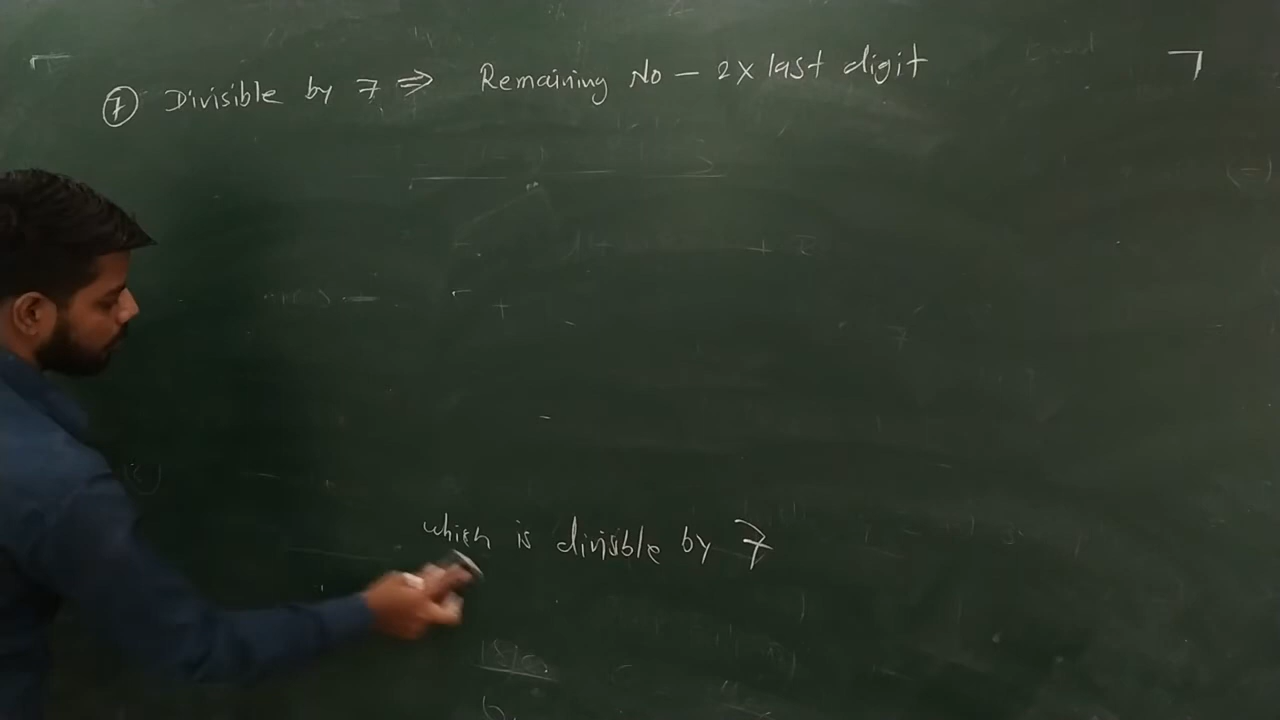 ⑦ Divisible by 7 ⇒ Remaining No – 2 x last digit
which is divisible by 7